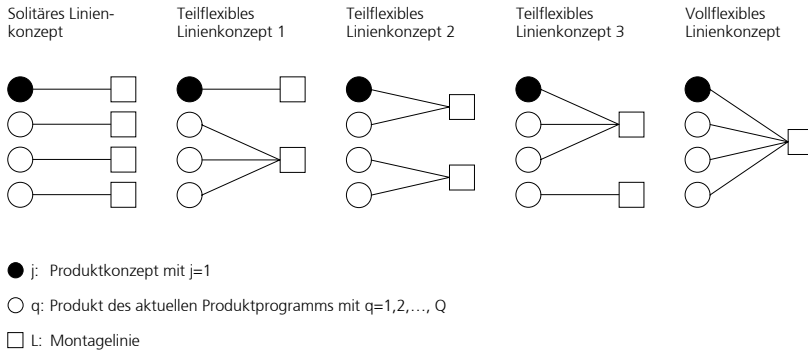 Solitäres Linien-
konzept
Teilflexibles
Linienkonzept 1
Teilflexibles
Linienkonzept 2
Teilflexibles
Linienkonzept 3
Vollflexibles
Linienkonzept
j: Produktkonzept mit j=1
q: Produkt des aktuellen Produktprogramms mit q=1,2,…, Q
L: Montagelinie